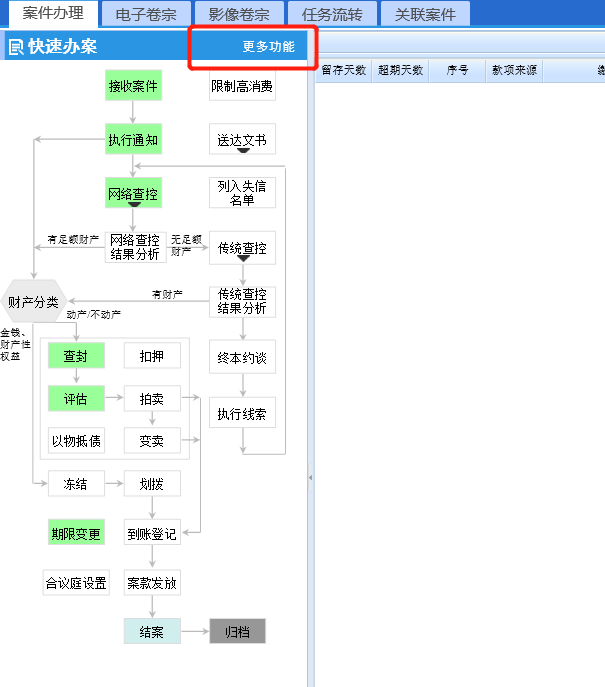 案件办理
电子卷宗
影像卷宗
任务流转
关联案件
快速办案
更多功能
留存天数
超期天数
序号
款项来源
接收案件
限制高消费
执行通知
送达文书
网络查控
列入失信
名单
有足额财产
网络查控
结果分析
无足额
财产
传统查控
财产分类
有财产
传统查控
结果分析
动产/不动产
金钱、
财产性
权益
查封
扣押
终本约谈
评估
拍卖
执行线索
以物抵债
变卖
冻结
划拨
期限变更
到账登记
合议庭设置
案款发放
结案
归档